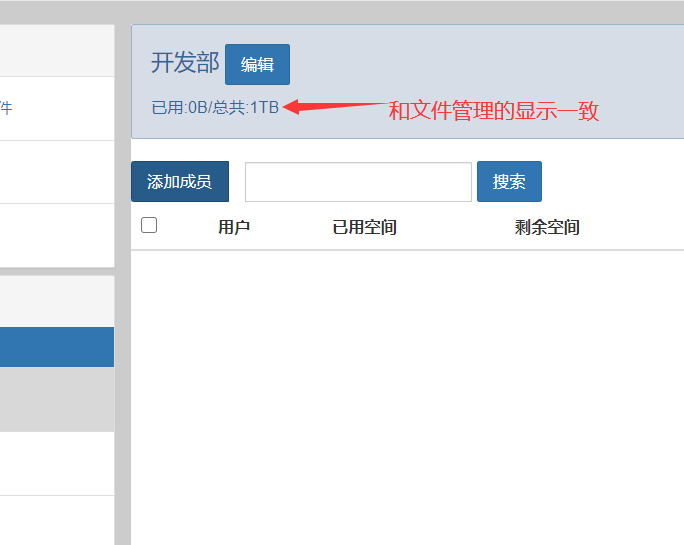 开发部 编辑
件
已用:0B/总共:1TB 和文件管理的显示一致
添加成员 搜索
用户 已用空间 剩余空间